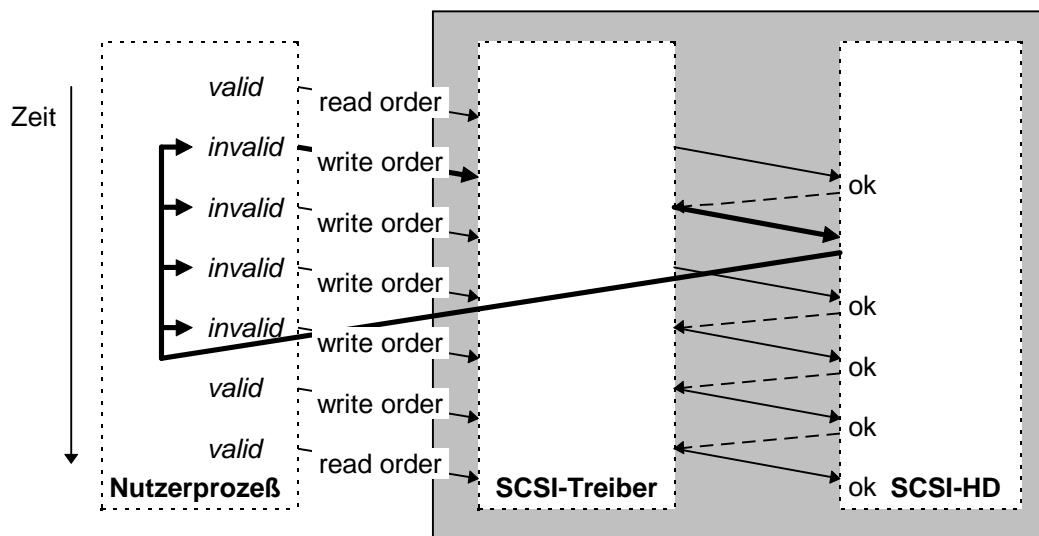 Zeit
valid
read order
invalid
write order
ok
invalid
write order
invalid
write order
ok
invalid
write order
ok
valid
write order
ok
valid
read order
ok
Nutzerprozeß
SCSI-Treiber
SCSI-HD